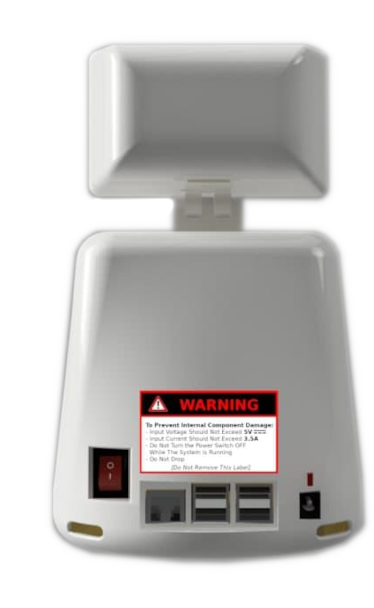 WARNING
To Prevent Internal Component Damage:
- Input Voltage Should Not Exceed 5V
- Input Current Should Not Exceed 3.5A
- Do Not Turn the Power Switch OFF
While The System is Running
- Do Not Drop
[Do Not Remove This Label]